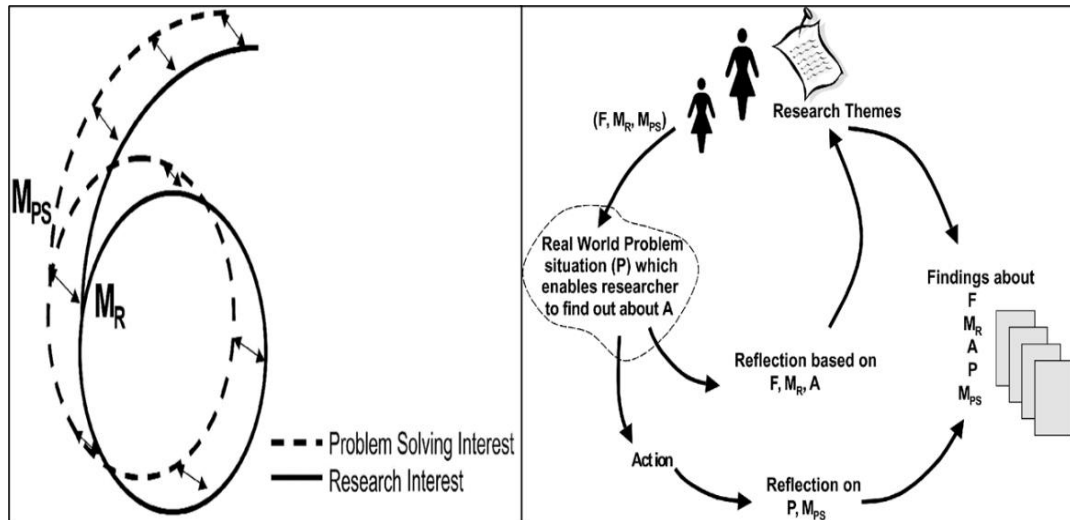 M_PS
M_R
Problem Solving Interest
Research Interest
(F, M_R, M_PS)
Research Themes
Real World Problem
situation (P) which
enables researcher
to find out about A
Reflection based on
F, M_R, A
Action
Reflection on
P, M_PS
Findings about
F
M_R
A
P
M_PS